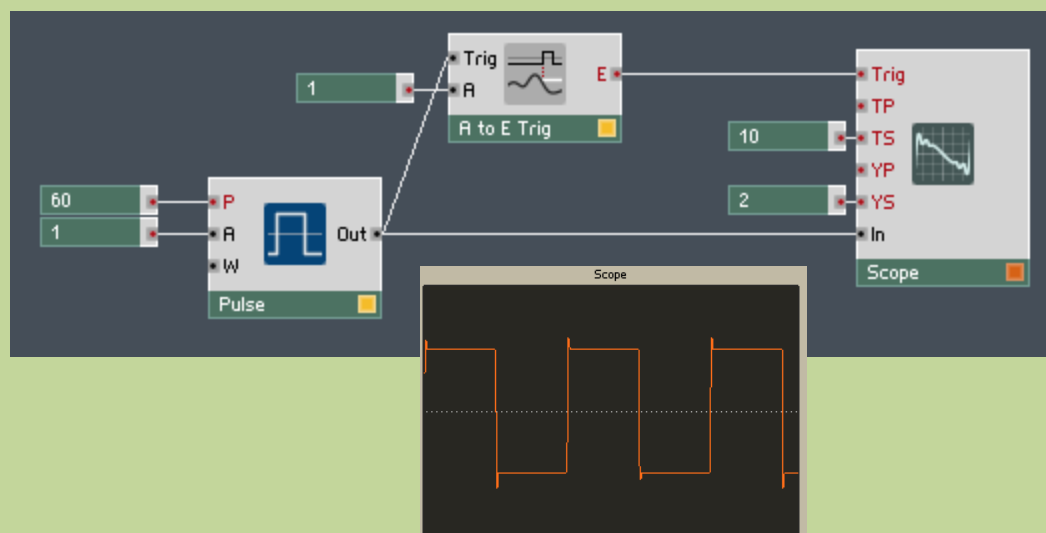 Trig
A
E
A to E Trig
1
60
1
P
A
W
Out
Pulse
10
2
Trig
TP
TS
YP
YS
In
Scope
Scope